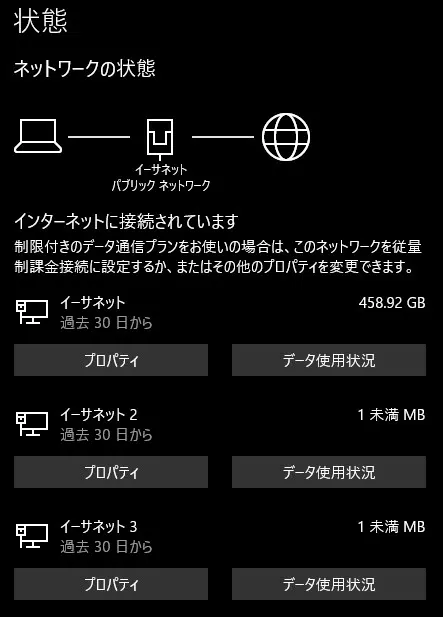 状態
ネットワークの状態
イーサネット
パブリック ネットワーク
インターネットに接続されています
制限付きのデータ通信プランをお使いの場合は、このネットワークを従量
制課金接続に設定するか、またはその他のプロパティを変更できます。
イーサネット 458.92 GB
過去 30 日から
プロパティ データ使用状況
イーサネット 2 1 未満 MB
過去 30 日から
プロパティ データ使用状況
イーサネット 3 1 未満 MB
過去 30 日から
プロパティ データ使用状況